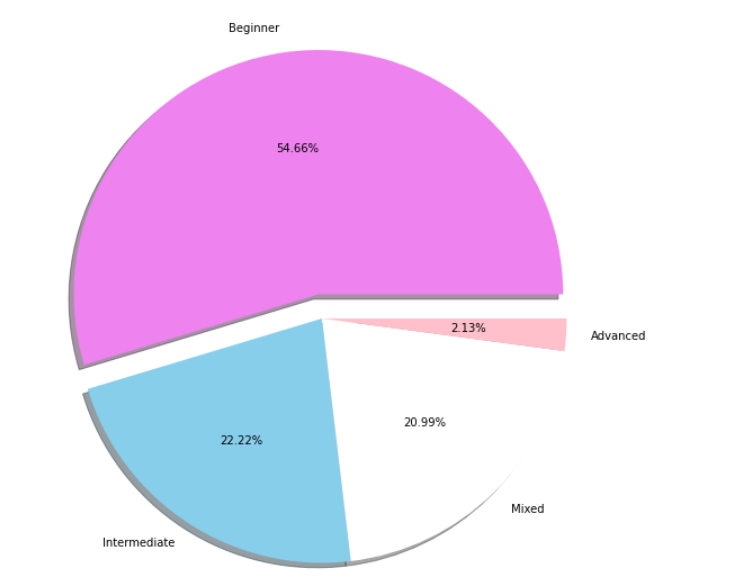 Beginner
54.66%
2.13%
Advanced
20.99%
22.22%
Mixed
Intermediate